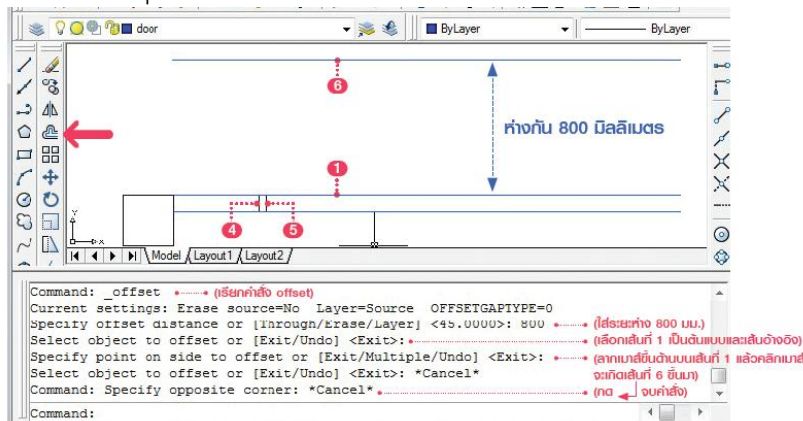 door
ByLayer
ByLayer
6
ห่างกัน 800 มิลลิเมตร
1
4
5
Y
X
Model
Layout1
Layout2
Command: _offset (เรียกคำสั่ง offset)
Current settings: Erase source=No Layer=Source OFFSETGAPTYPE=0
Specify offset distance or [Through/Erase/Layer] <45.0000>: 800 (ใส่ระยะห่าง 800 มม.)
Select object to offset or [Exit/Undo] <Exit>: (เลือกเส้นที่ 1 เป็นต้นแบบและเส้นอ้างอิง)
Specify point on side to offset or [Exit/Multiple/Undo] <Exit>: (ลากเมาส์ขึ้นด้านบนเส้นที่ 1 แล้วคลิกเมาส์
Select object to offset or [Exit/Undo] <Exit>: *Cancel* จะเกิดเส้นที่ 6 ขึ้นมา)
Command: Specify opposite corner: *Cancel* (กด จบคำสั่ง)
Command: